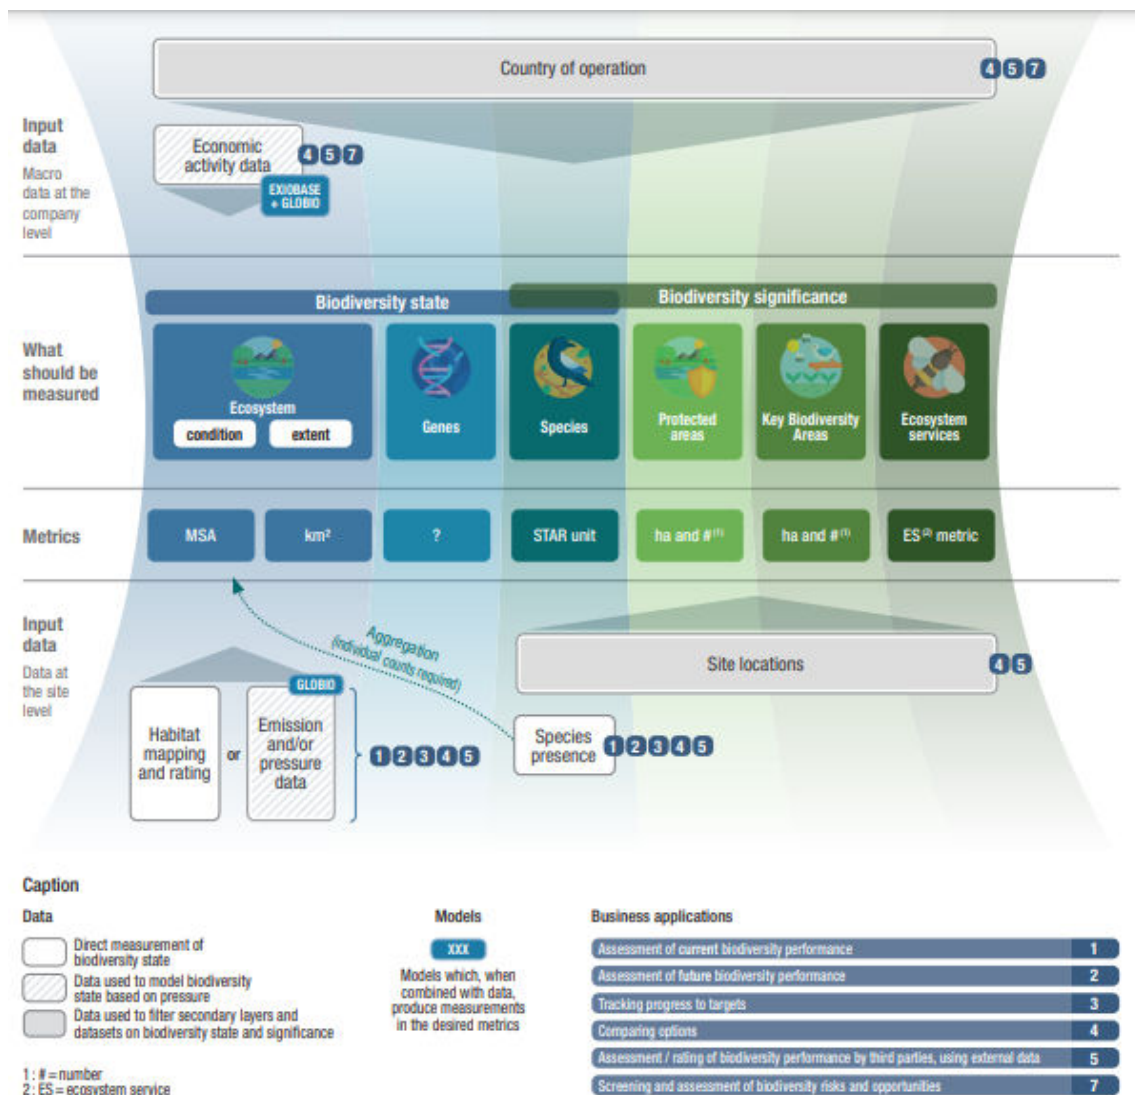 Country of operation
4 5 7
Input
data
Macro
data at the
company
level
Economic
activity data
4 5 7
EXIOBASE
+ GLOBIO
Biodiversity state
Biodiversity significance
What
should be
measured
Ecosystem
condition
extent
Genes
Species
Protected
areas
Key Biodiversity
Areas
Ecosystem
services
Metrics
MSA
km²
?
STAR unit
ha and #⁽¹⁾
ha and #⁽¹⁾
ES⁽²⁾ metric
Input
data
Data at
the site
level
Aggregation
(individual counts required)
Site locations
4 5
GLOBIO
Habitat
mapping
and rating
or
Emission
and/or
pressure
data
1 2 3 4 5
Species
presence
1 2 3 4 5
Caption
Data
Direct measurement of
biodiversity state
Data used to model biodiversity
state based on pressure
Data used to filter secondary layers and
datasets on biodiversity state and significance
1 : # = number
2 : ES = ecosystem service
Models
XXX
Models which, when
combined with data,
produce measurements
in the desired metrics
Business applications
Assessment of current biodiversity performance 1
Assessment of future biodiversity performance 2
Tracking progress to targets 3
Comparing options 4
Assessment / rating of biodiversity performance by third parties, using external data 5
Screening and assessment of biodiversity risks and opportunities 7